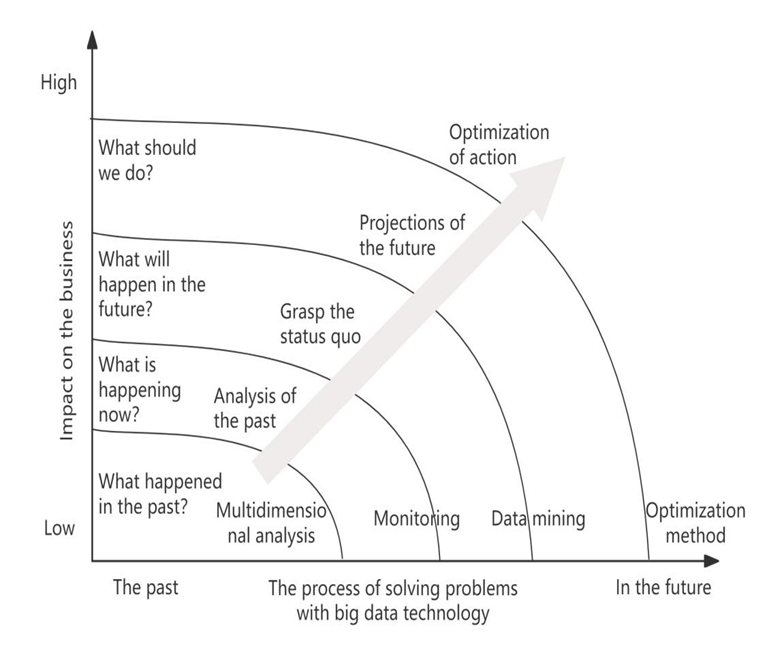 High
Optimization
of action
What should
we do?
Projections of
the future
What will
happen in the
future?
Grasp the
status quo
Impact on the business
What is
happening
now?
Analysis of
the past
What happened
in the past?
Multidimensio
nal analysis
Monitoring
Data mining
Optimization
method
Low
The past
The process of solving problems
with big data technology
In the future